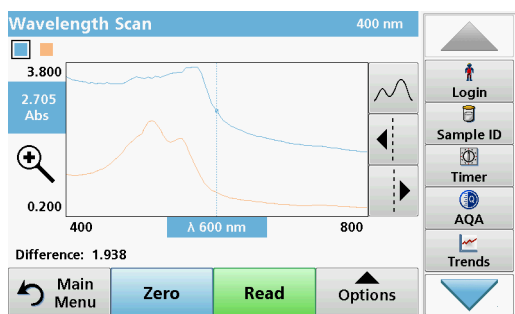 Wavelength Scan 400 nm
3.800
2.705
Abs
0.200
400 λ 600 nm 800
Difference: 1.938
Main
Menu
Zero
Read
Options
Login
Sample ID
Timer
AQA
Trends